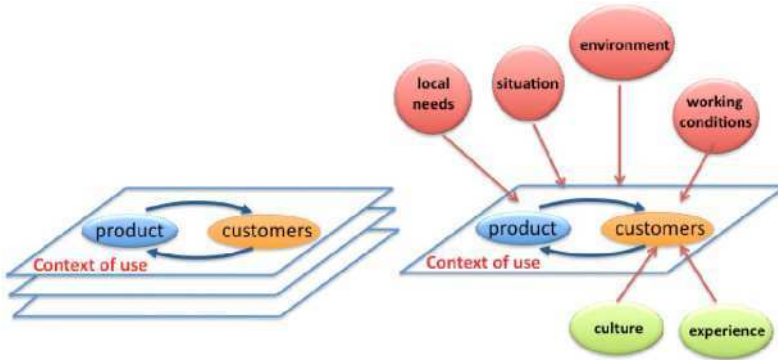 product
customers
Context of use
environment
local
needs
situation
working
conditions
product
customers
Context of use
culture
experience